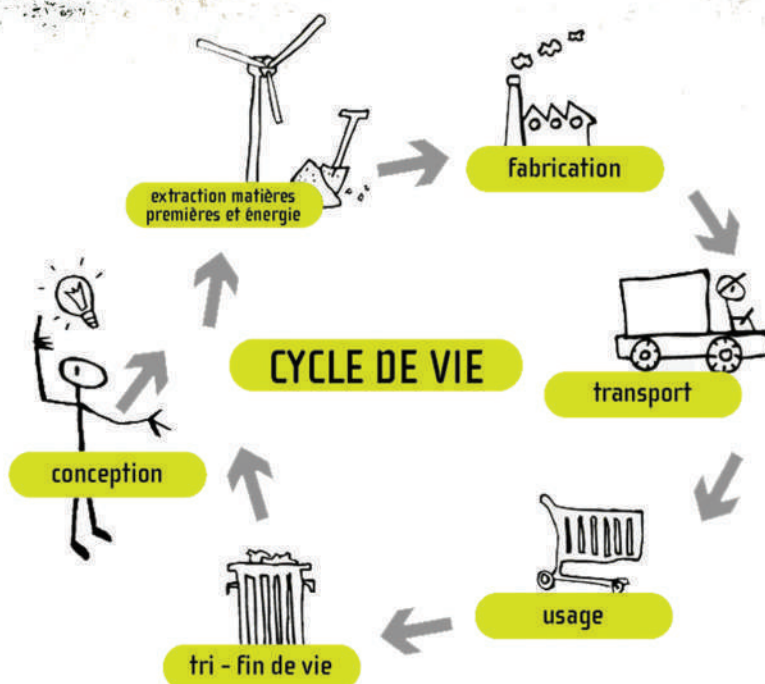 extraction matières
premières et énergie
fabrication
CYCLE DE VIE
transport
conception
usage
tri - fin de vie